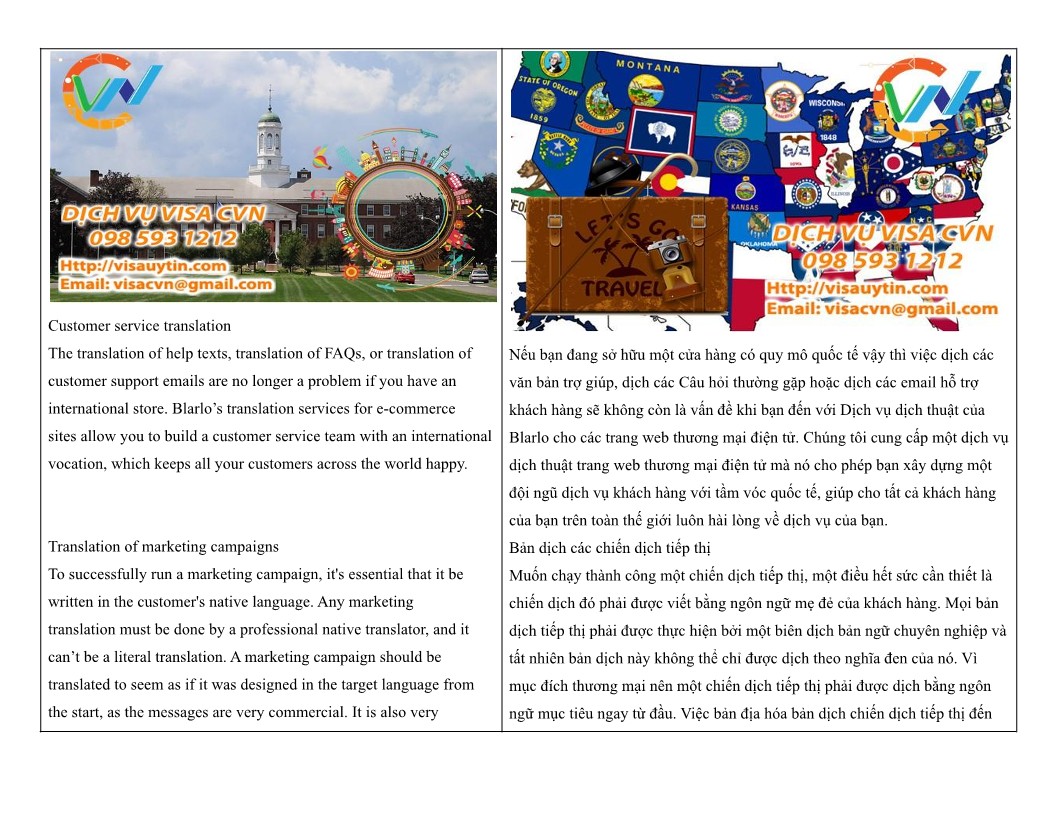 DỊCH VỤ VISA CVN
098 593 1212
Http://visauytin.com
Email: visacvn@gmail.com
Customer service translation
The translation of help texts, translation of FAQs, or translation of
customer support emails are no longer a problem if you have an
international store. Blarlo’s translation services for e-commerce
sites allow you to build a customer service team with an international
vocation, which keeps all your customers across the world happy.
Translation of marketing campaigns
To successfully run a marketing campaign, it's essential that it be
written in the customer's native language. Any marketing
translation must be done by a professional native translator, and it
can’t be a literal translation. A marketing campaign should be
translated to seem as if it was designed in the target language from
the start, as the messages are very commercial. It is also very
MONTANA
STATE OF OREGON
1859
WISCONSIN
1848
KANSAS
OKLAHOMA
LET'S GO
TRAVEL
DỊCH VỤ VISA CVN
098 593 1212
Http://visauytin.com
Email: visacvn@gmail.com
Nếu bạn đang sở hữu một cửa hàng có quy mô quốc tế vậy thì việc dịch các
văn bản trợ giúp, dịch các Câu hỏi thường gặp hoặc dịch các email hỗ trợ
khách hàng sẽ không còn là vấn đề khi bạn đến với Dịch vụ dịch thuật của
Blarlo cho các trang web thương mại điện tử. Chúng tôi cung cấp một dịch vụ
dịch thuật trang web thương mại điện tử mà nó cho phép bạn xây dựng một
đội ngũ dịch vụ khách hàng với tầm vóc quốc tế, giúp cho tất cả khách hàng
của bạn trên toàn thế giới luôn hài lòng về dịch vụ của bạn.
Bản dịch các chiến dịch tiếp thị
Muốn chạy thành công một chiến dịch tiếp thị, một điều hết sức cần thiết là
chiến dịch đó phải được viết bằng ngôn ngữ mẹ đẻ của khách hàng. Mọi bản
dịch tiếp thị phải được thực hiện bởi một biên dịch bản ngữ chuyên nghiệp và
tất nhiên bản dịch này không thể chỉ được dịch theo nghĩa đen của nó. Vì
mục đích thương mại nên một chiến dịch tiếp thị phải được dịch bằng ngôn
ngữ mục tiêu ngay từ đầu. Việc bản địa hóa bản dịch chiến dịch tiếp thị đến